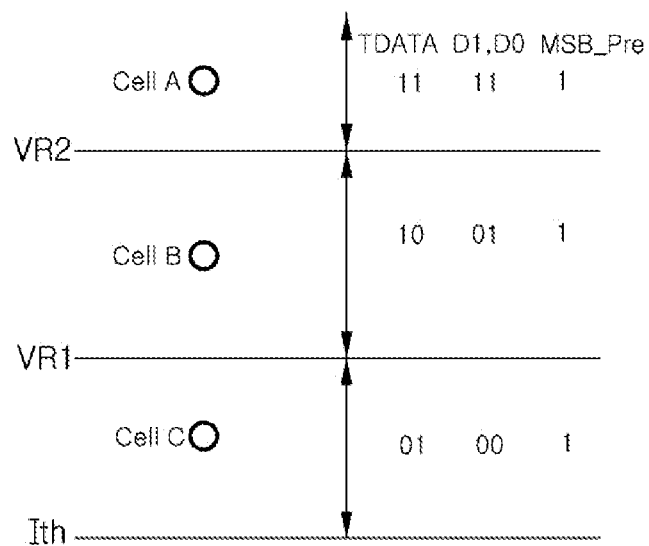 TDATA D1,D0 MSB_Pre
Cell A 11 11 1
VR2
Cell B 10 01 1
VR1
Cell C 01 00 1
Ith